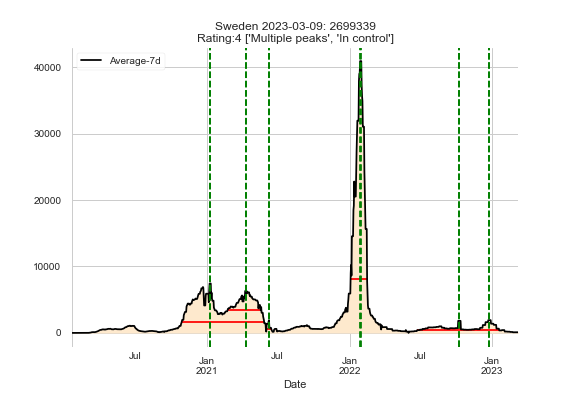 Sweden 2023-03-09: 2699339
Rating:4 ['Multiple peaks', 'In control']
Average-7d
40000
30000
20000
10000
0
Jul
Jan
2021
Jul
Jan
2022
Jul
Jan
2023
Date